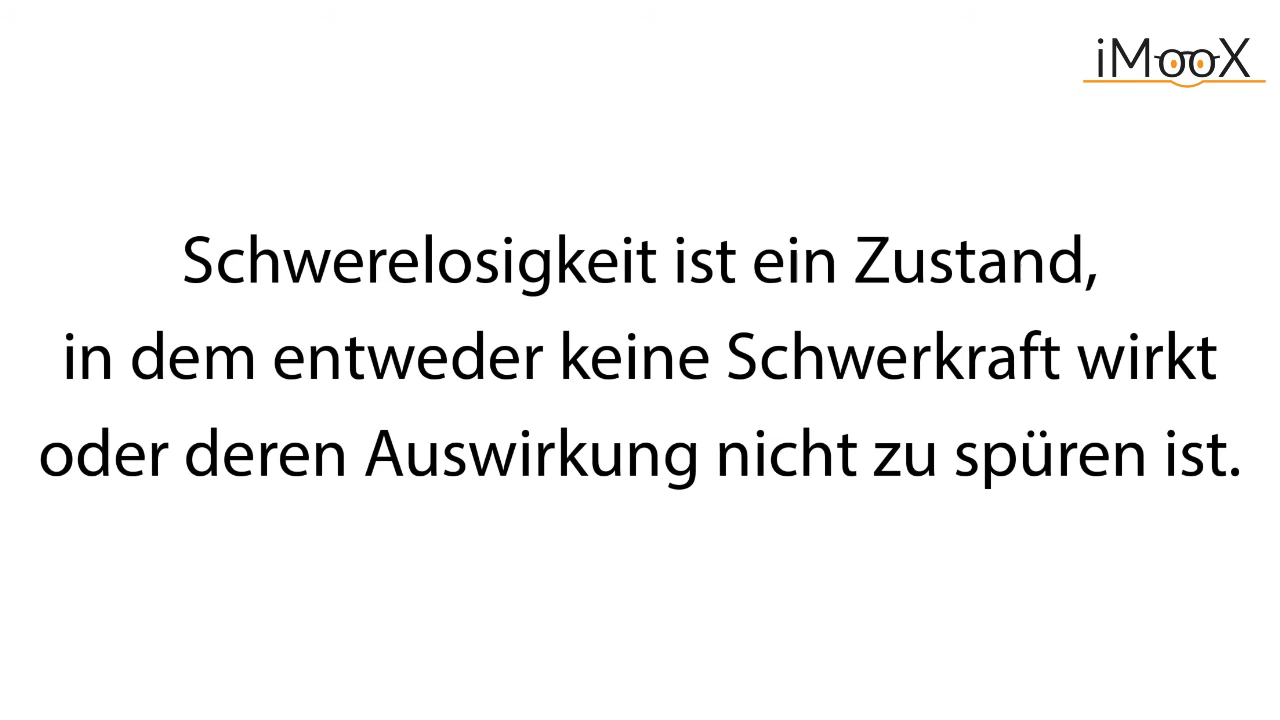 iMooX
Schwerelosigkeit ist ein Zustand,
in dem entweder keine Schwerkraft wirkt
oder deren Auswirkung nicht zu spüren ist.